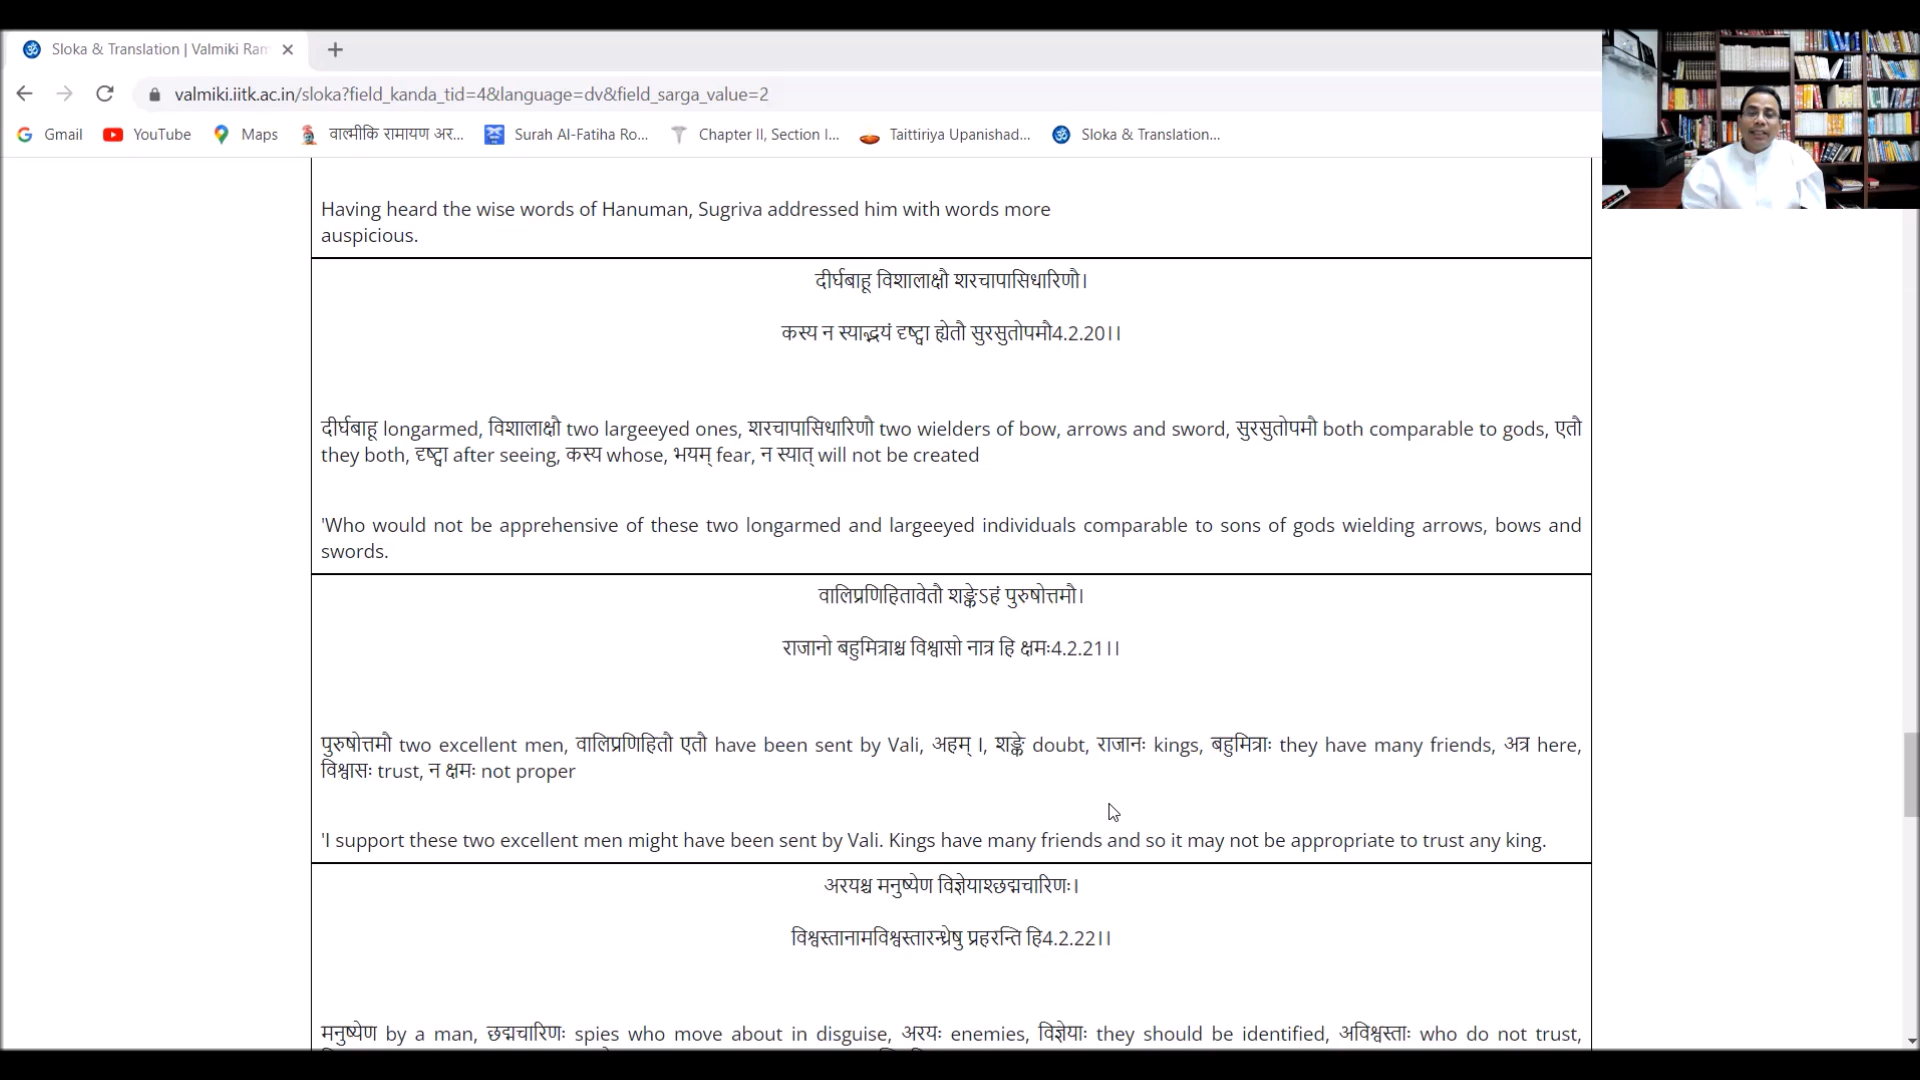 Sloka & Translation | Valmiki Ram
valmiki.iitk.ac.in/sloka?field_kanda_tid=4&language=dv&field_sarga_value=2
Gmail YouTube Maps वाल्मीकि रामायण अर... Surah Al-Fatiha Ro... Chapter II, Section I... Taittiriya Upanishad... Sloka & Translation...
Having heard the wise words of Hanuman, Sugriva addressed him with words more
auspicious.
दीर्घबाहू विशालाक्षौ शरचापासिधारिणौ।
कस्य न स्याद्भयं दृष्ट्वा ह्येतौ सुरसुतोपमौ4.2.20।।
दीर्घबाहू longarmed, विशालाक्षौ two largeeyed ones, शरचापासिधारिणौ two wielders of bow, arrows and sword, सुरसुतोपमौ both comparable to gods, एतौ
they both, दृष्ट्वा after seeing, कस्य whose, भयम् fear, न स्यात् will not be created
'Who would not be apprehensive of these two longarmed and largeeyed individuals comparable to sons of gods wielding arrows, bows and
swords.
वालिप्रणिहितावेतौ शङ्केऽहं पुरुषोत्तमौ।
राजानो बहुमित्राश्च विश्वासो नात्र हि क्षमः4.2.21।।
पुरुषोत्तमौ two excellent men, वालिप्रणिहितौ एतौ have been sent by Vali, अहम् I, शङ्के doubt, राजानः kings, बहुमित्राः they have many friends, अत्र here,
विश्वासः trust, न क्षमः not proper
'I support these two excellent men might have been sent by Vali. Kings have many friends and so it may not be appropriate to trust any king.
अरयश्च मनुष्येण विज्ञेयाश्छद्मचारिणः।
विश्वस्तानामविश्वस्तारन्ध्रेषु प्रहरन्ति हि4.2.22।।
मनुष्येण by a man, छद्मचारिणः spies who move about in disguise, अरयः enemies, विज्ञेयाः they should be identified, अविश्वस्ताः who do not trust,